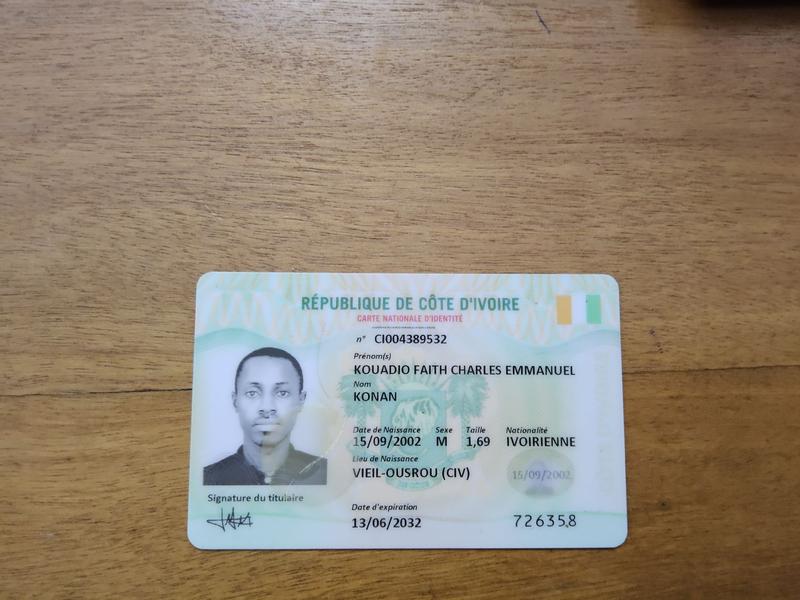 RÉPUBLIQUE DE CÔTE D'IVOIRE
CARTE NATIONALE D'IDENTITÉ
n° CI004389532
Prénom(s)
KOUADIO FAITH CHARLES EMMANUEL
Nom
KONAN
Date de Naissance Sexe Taille Nationalité
15/09/2002 M 1,69 IVOIRIENNE
Lieu de Naissance
VIEIL-OUSROU (CIV)
15/09/2002
Signature du titulaire
Date d'expiration
13/06/2032
726358